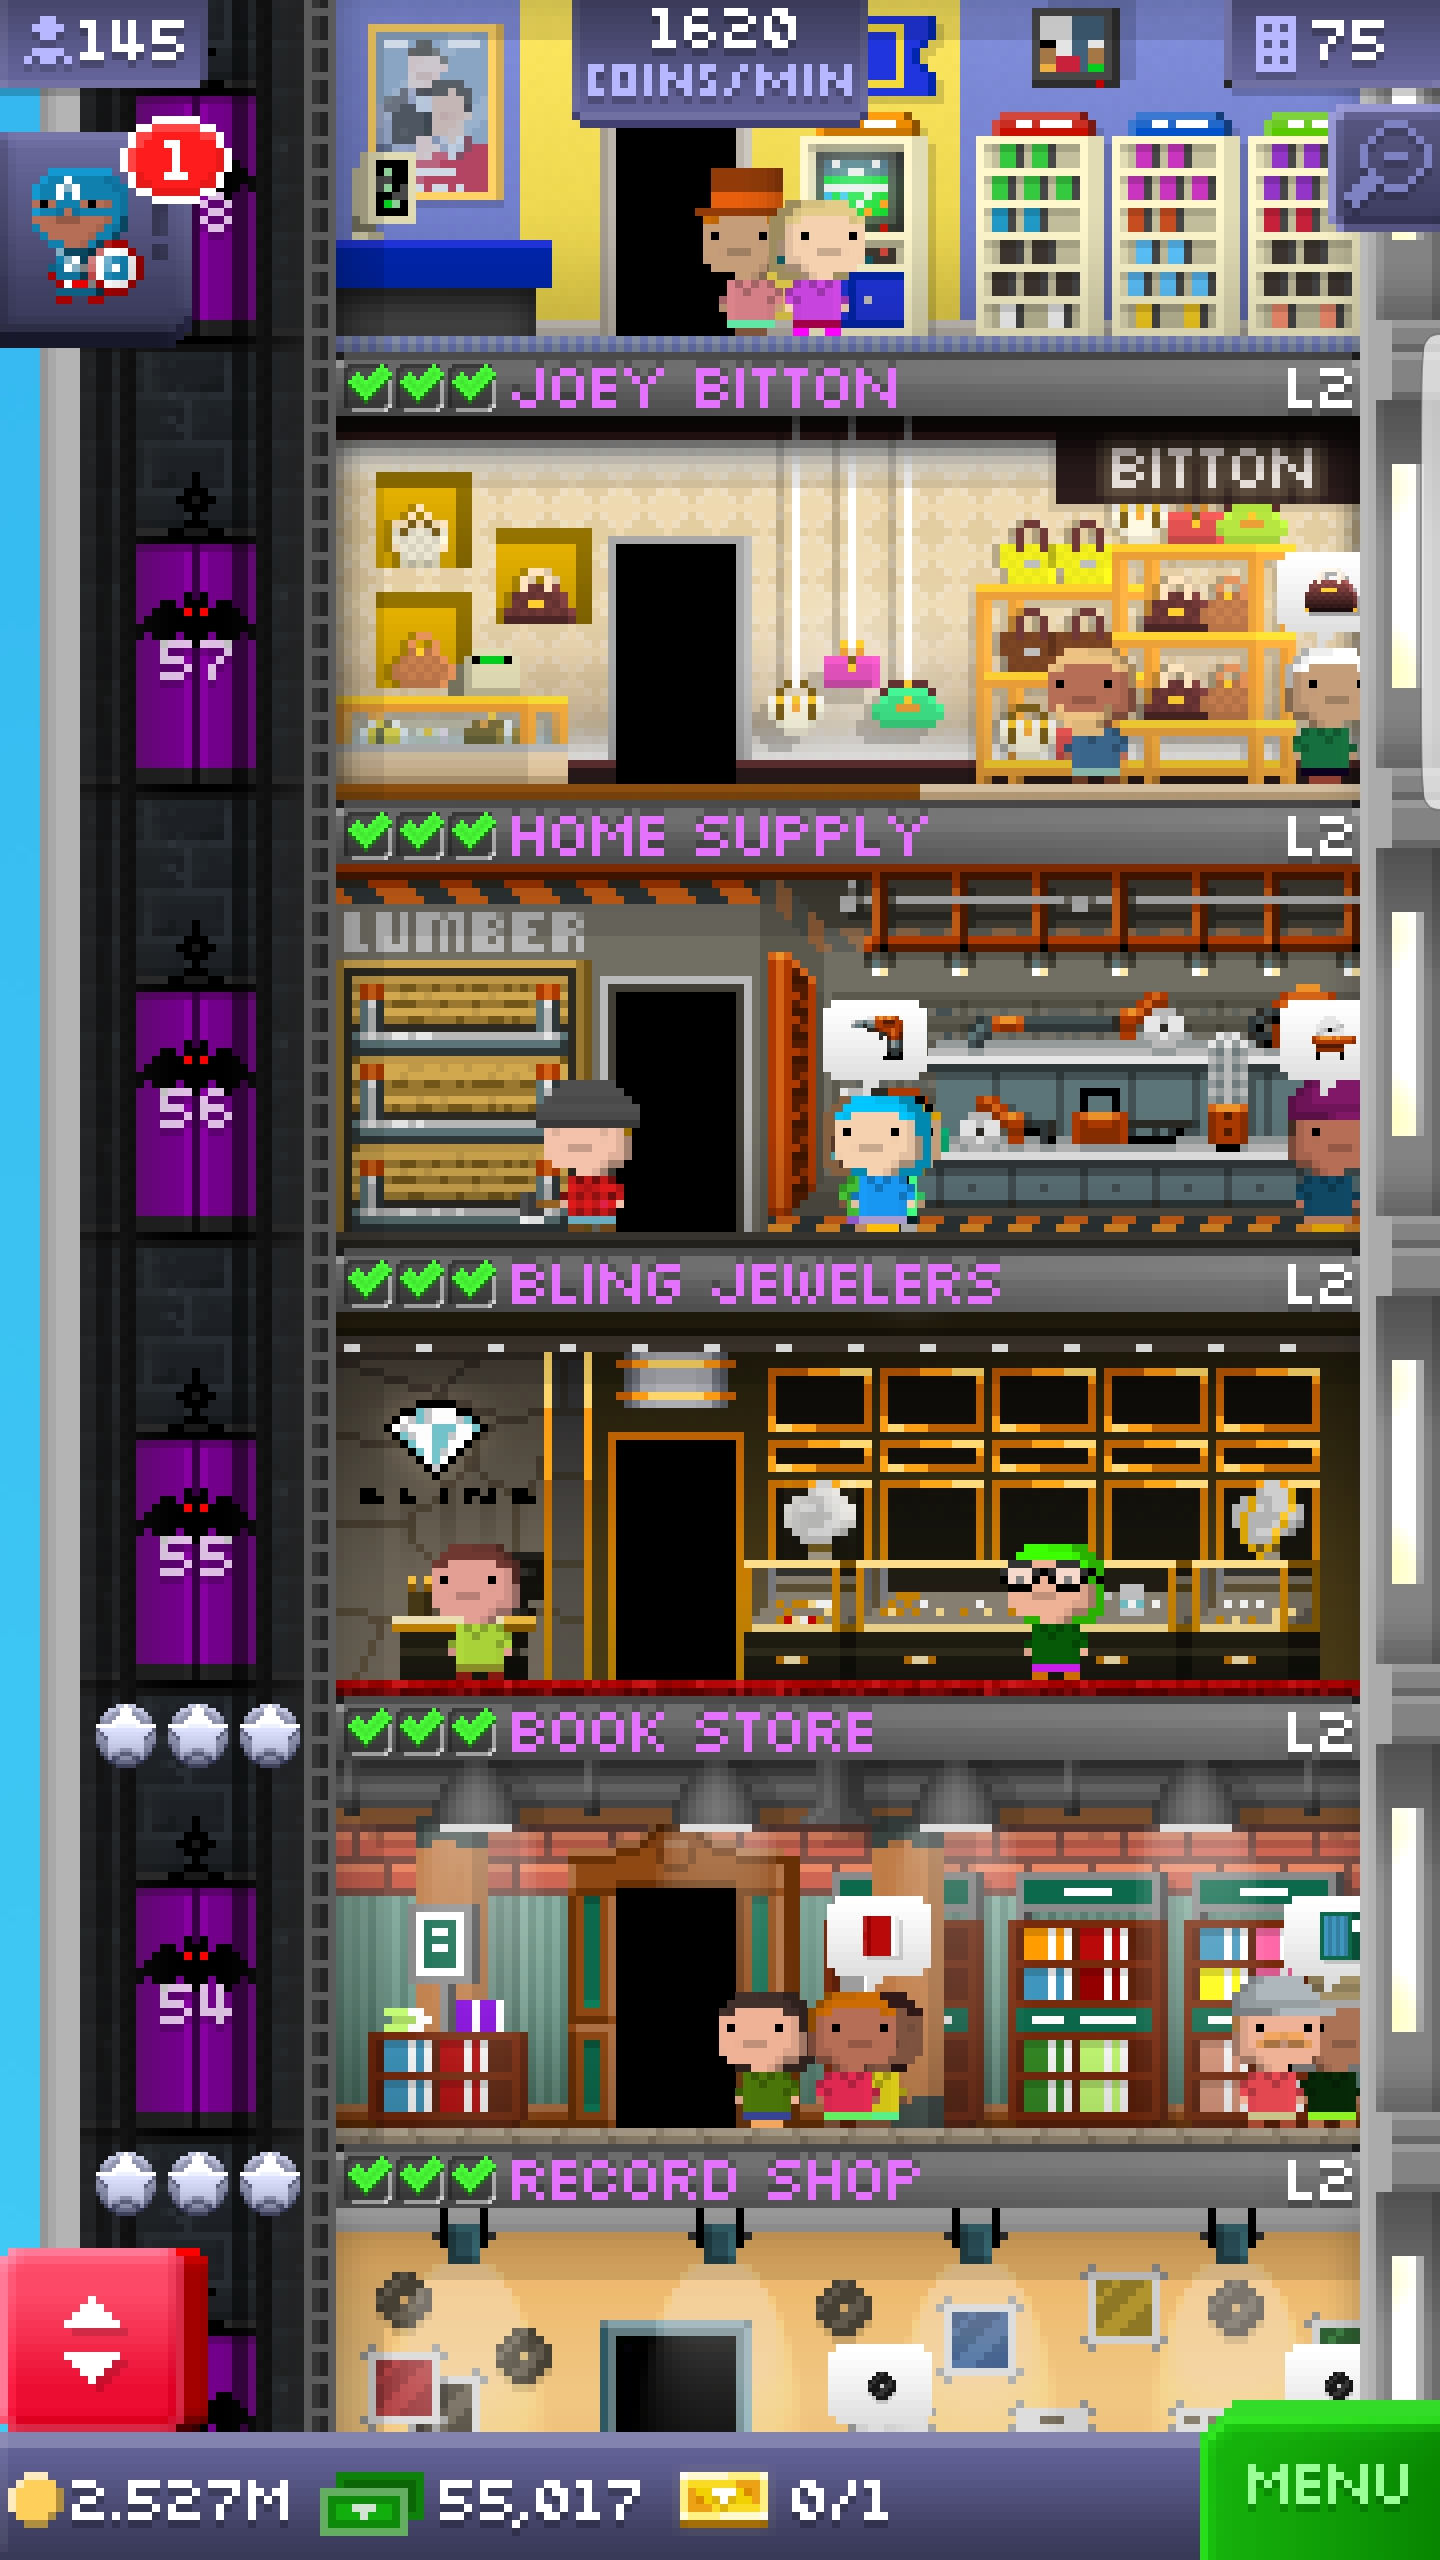 145
1620
COINS/MIN
75
1
JOEY BITTON
L2
BITTON
57
HOME SUPPLY
L2
LUMBER
56
BLING JEWELERS
L2
55
BOOK STORE
L2
54
RECORD SHOP
L2
2.527M
55,017
0/1
MENU